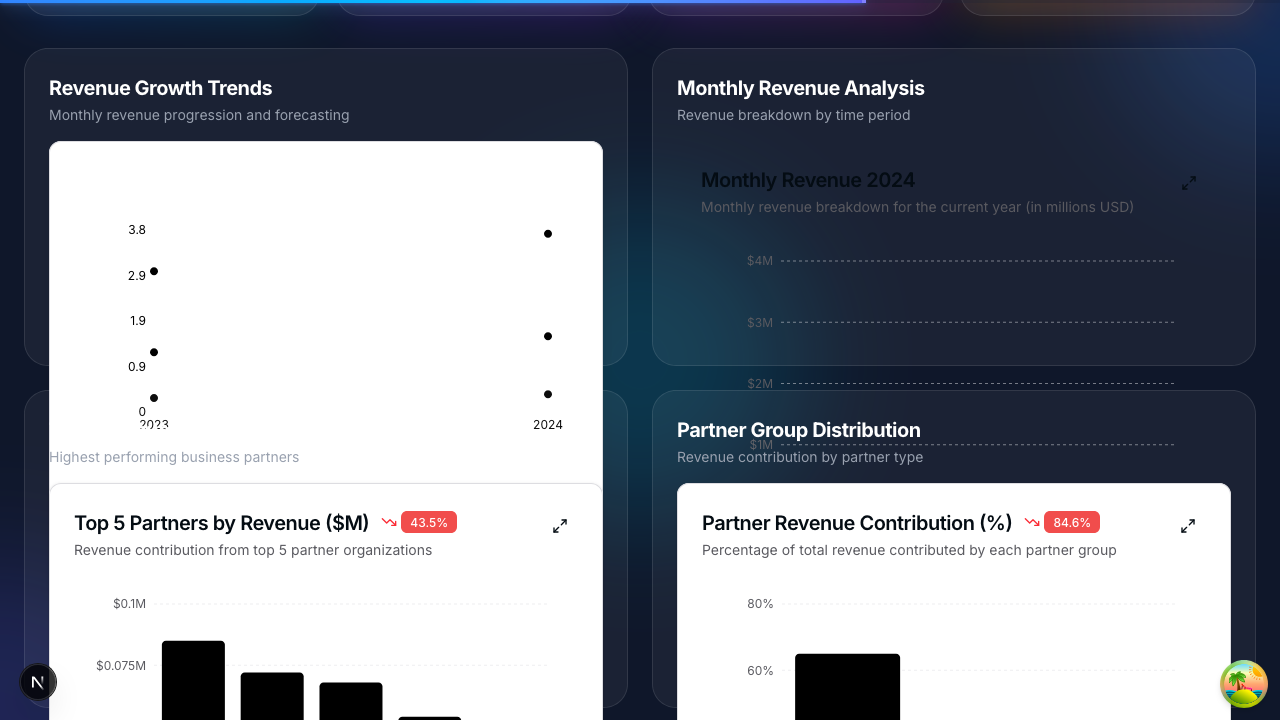 Revenue Growth Trends
Monthly revenue progression and forecasting
3.8
2.9
1.9
0.9
0
2023
2024
Monthly Revenue Analysis
Revenue breakdown by time period
Monthly Revenue 2024
Monthly revenue breakdown for the current year (in millions USD)
$4M
$3M
$2M
$1M
Highest performing business partners
Top 5 Partners by Revenue ($M)
43.5%
Revenue contribution from top 5 partner organizations
$0.1M
$0.075M
Partner Group Distribution
Revenue contribution by partner type
Partner Revenue Contribution (%)
84.6%
Percentage of total revenue contributed by each partner group
80%
60%
N